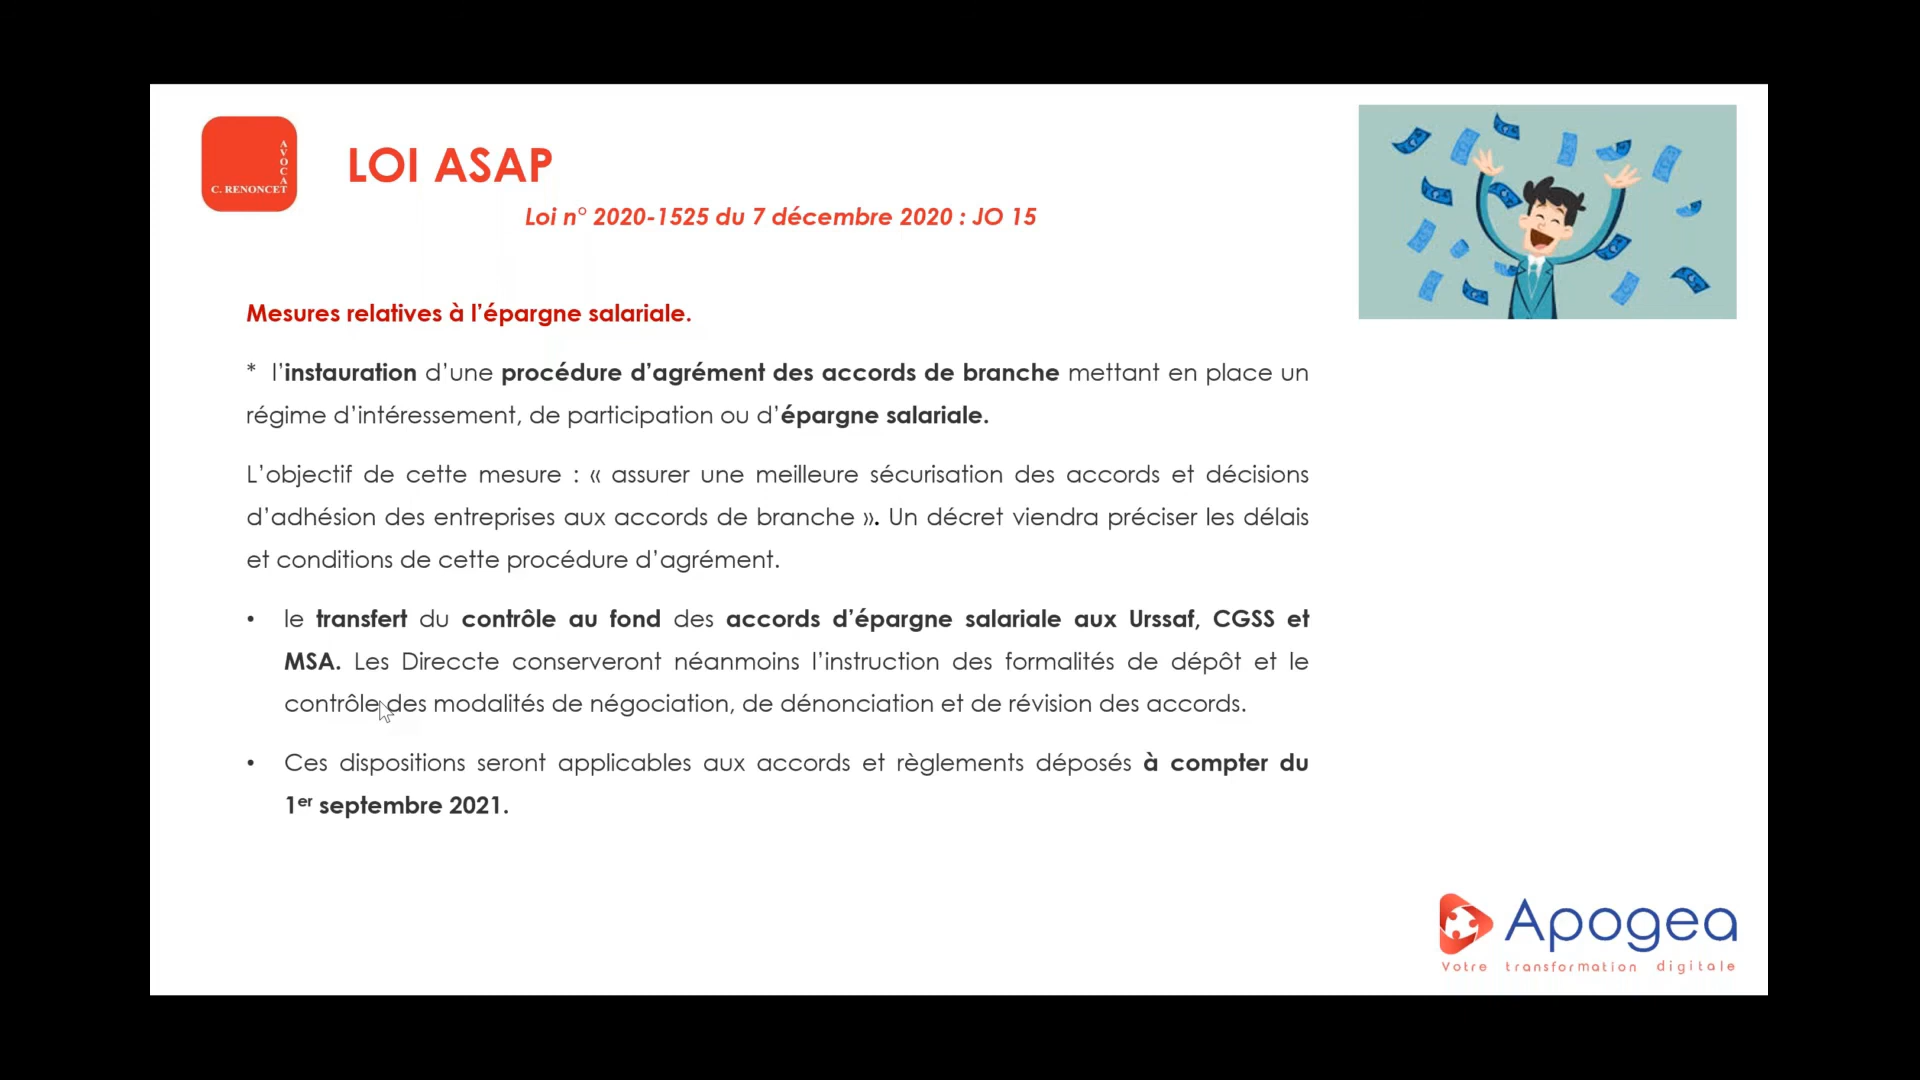 AVOCAT
C. RENONCET
LOI ASAP
Loi n° 2020-1525 du 7 décembre 2020 : JO 15
Mesures relatives à l’épargne salariale.
* l’instauration d’une procédure d’agrément des accords de branche mettant en place un
régime d’intéressement, de participation ou d’épargne salariale.
L’objectif de cette mesure : « assurer une meilleure sécurisation des accords et décisions
d’adhésion des entreprises aux accords de branche ». Un décret viendra préciser les délais
et conditions de cette procédure d’agrément.
• le transfert du contrôle au fond des accords d’épargne salariale aux Urssaf, CGSS et
MSA. Les Direccte conserveront néanmoins l’instruction des formalités de dépôt et le
contrôle des modalités de négociation, de dénonciation et de révision des accords.
• Ces dispositions seront applicables aux accords et règlements déposés à compter du
1er septembre 2021.
Apogea
Votre transformation digitale